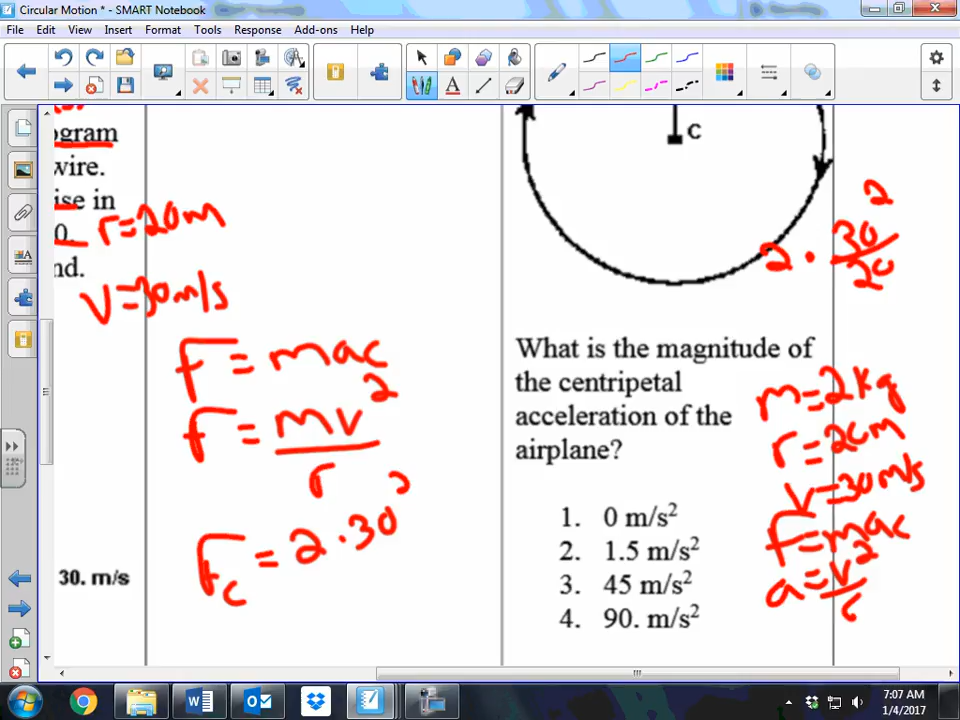 Circular Motion * - SMART Notebook
File Edit View Insert Format Tools Response Add-ons Help
ogram
wire.
ise in
0.
nd.
r=20m
V=30m/s
F=mac
F=mv²
r
Fc=2·30²
30. m/s
C
2·30²
20
What is the magnitude of
the centripetal
acceleration of the
airplane?
1. 0 m/s²
2. 1.5 m/s²
3. 45 m/s²
4. 90. m/s²
m=2kg
r=20m
V=30m/s
F=mac
a=v²
r
7:07 AM
1/4/2017